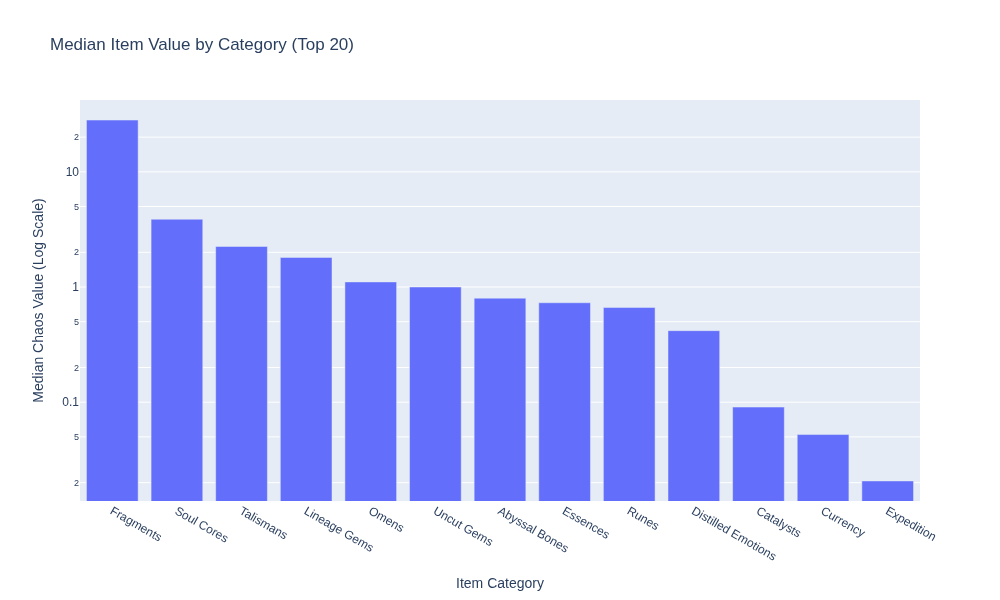 Median Item Value by Category (Top 20)
Median Chaos Value (Log Scale)
2
10
5
2
1
5
2
0.1
5
2
Fragments
Soul Cores
Talismans
Lineage Gems
Omens
Uncut Gems
Abyssal Bones
Essences
Runes
Distilled Emotions
Catalysts
Currency
Expedition
Item Category